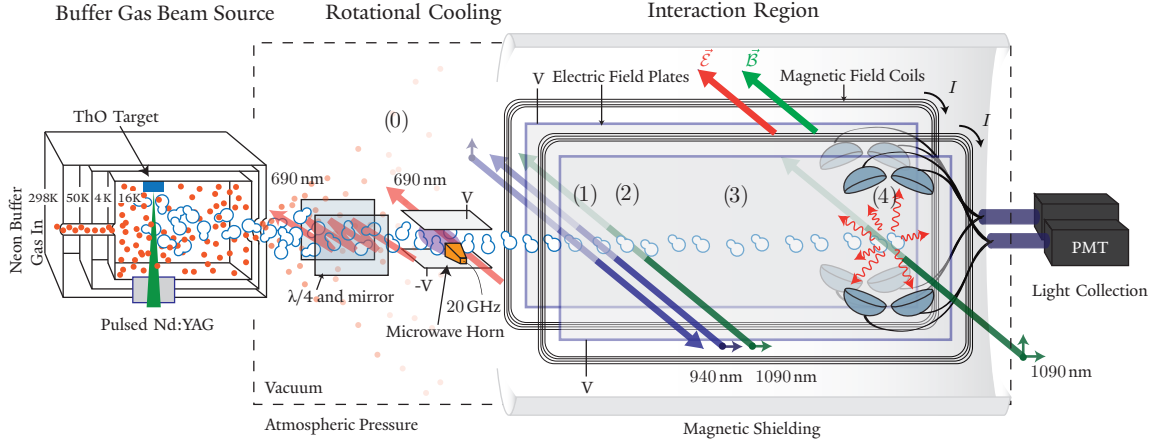 Buffer Gas Beam Source
Rotational Cooling
Interaction Region
ThO Target
(0)
V
Electric Field Plates
ℰ⃗
ℬ⃗
Magnetic Field Coils
I
I
298K
50K
4 K
16K
690 nm
690 nm
V
(1)
(2)
(3)
(4)
Neon Buffer
Gas In
PMT
λ/4 and mirror
-V
20 GHz
Microwave Horn
Light Collection
Pulsed Nd:YAG
V
940 nm
1090 nm
1090 nm
Vacuum
Atmospheric Pressure
Magnetic Shielding